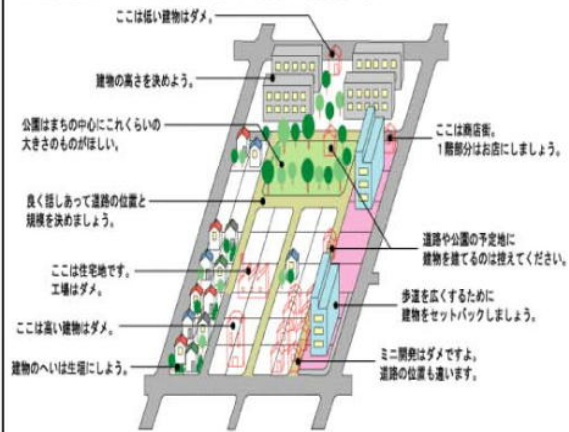 ここは低い建物はダメ。
建物の高さを決めよう。
公園はまちの中心にこれくらいの
大きさのものがほしい。
ここは商店街。
1階部分はお店にしましょう。
良く話しあって道路の位置と
規模を決めましょう。
道路や公園の予定地に
建物を建てるのは控えてください。
ここは住宅地です。
工場はダメ。
歩道を広くするために
建物をセットバックしましょう。
ここは高い建物はダメ。
ミニ開発はダメですよ。
道路の位置も違います。
建物のへいは生垣にしよう。